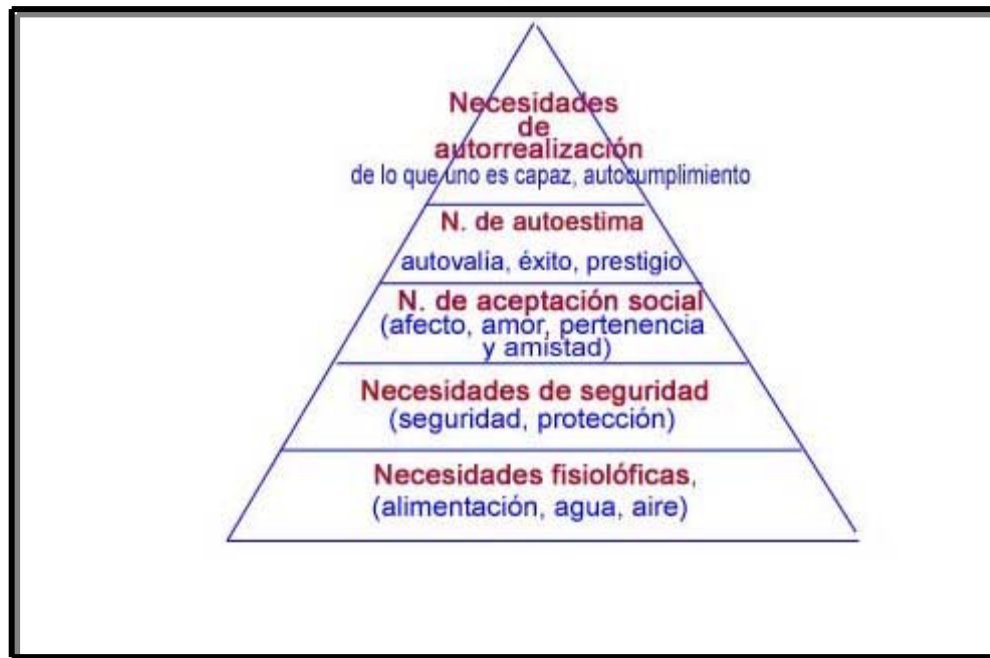 Necesidades
de
autorrealización
de lo que uno es capaz, autocumplimiento
N. de autoestima
autovalia, éxito, prestigio
N. de aceptación social
(afecto, amor, pertenencia
y amistad)
Necesidades de seguridad
(seguridad, protección)
Necesidades fisiolóficas,
(alimentación, agua, aire)